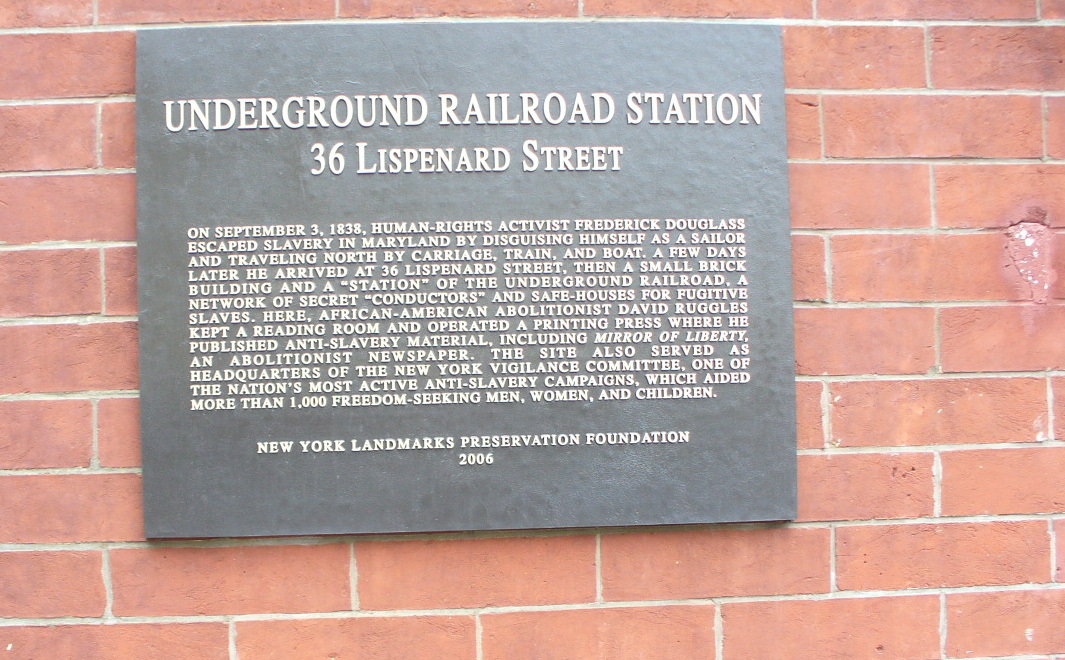 UNDERGROUND RAILROAD STATION
36 LISPENARD STREET
ON SEPTEMBER 3, 1838, HUMAN-RIGHTS ACTIVIST FREDERICK DOUGLASS
ESCAPED SLAVERY IN MARYLAND BY DISGUISING HIMSELF AS A SAILOR
AND TRAVELING NORTH BY CARRIAGE, TRAIN, AND BOAT. A FEW DAYS
LATER HE ARRIVED AT 36 LISPENARD STREET, THEN A SMALL BRICK
BUILDING AND A “STATION” OF THE UNDERGROUND RAILROAD, A
NETWORK OF SECRET “CONDUCTORS” AND SAFE-HOUSES FOR FUGITIVE
SLAVES. HERE, AFRICAN-AMERICAN ABOLITIONIST DAVID RUGGLES
KEPT A READING ROOM AND OPERATED A PRINTING PRESS WHERE HE
PUBLISHED ANTI-SLAVERY MATERIAL, INCLUDING MIRROR OF LIBERTY,
AN ABOLITIONIST NEWSPAPER. THE SITE ALSO SERVED AS
HEADQUARTERS OF THE NEW YORK VIGILANCE COMMITTEE, ONE OF
THE NATION’S MOST ACTIVE ANTI-SLAVERY CAMPAIGNS, WHICH AIDED
MORE THAN 1,000 FREEDOM-SEEKING MEN, WOMEN, AND CHILDREN.
NEW YORK LANDMARKS PRESERVATION FOUNDATION
2006